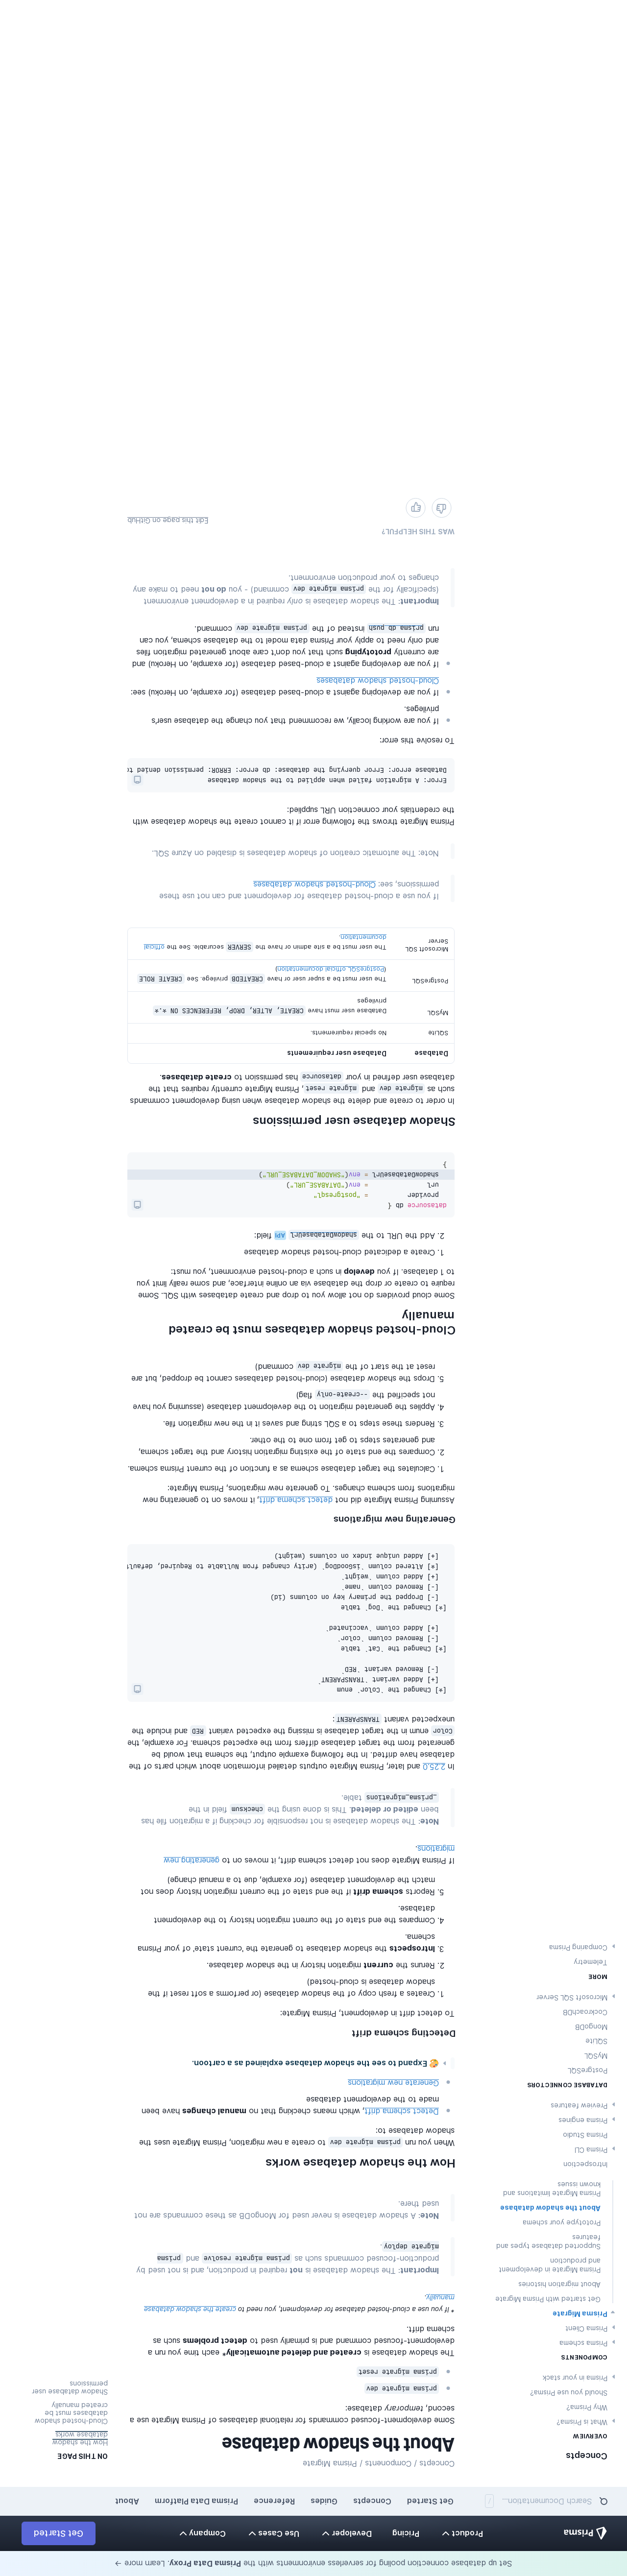 Set up database connection pooling for serverless environments with the Prisma Data Proxy. Learn more →
Prisma
Product
Pricing
Developer
Use Cases
Company
Get Started
Search Documentation...
/
Get Started
Concepts
Guides
Reference
Prisma Data Platform
About
Concepts
OVERVIEW
What is Prisma?
Why Prisma?
Should you use Prisma?
Prisma in your stack
COMPONENTS
Prisma schema
Prisma Client
Prisma Migrate
Get started with Prisma Migrate
About migration histories
Prisma Migrate in development
and production
Supported database types and
features
Prototype your schema
About the shadow database
Prisma Migrate limitations and
known issues
Introspection
Prisma CLI
Prisma Studio
Prisma engines
Preview features
DATABASE CONNECTORS
PostgreSQL
MySQL
SQLite
MongoDB
CockroachDB
Microsoft SQL Server
MORE
Telemetry
Comparing Prisma
Concepts / Components / Prisma Migrate
About the shadow database
Some development-focused commands for relational databases of Prisma Migrate use a
second, temporary database:
prisma migrate dev
prisma migrate reset
The shadow database is created and deleted automatically* each time you run a
development-focused command and is primarily used to detect problems such as
schema drift.
* If you use a cloud-hosted database for development, you need to create the shadow database
manually.
Important: The shadow database is not required in production, and is not used by
production-focused commands such as prisma migrate resolve and prisma
migrate deploy.
Note: A shadow database is never used for MongoDB as these commands are not
used there.
How the shadow database works
When you run prisma migrate dev to create a new migration, Prisma Migrate uses the
shadow database to:
Detect schema drift, which means checking that no manual changes have been
made to the development database
Generate new migrations
🎨 Expand to see the shadow database explained as a cartoon.
Detecting schema drift
To detect drift in development, Prisma Migrate:
1. Creates a fresh copy of the shadow database (or performs a soft reset if the
shadow database is cloud-hosted)
2. Reruns the current migration history in the shadow database.
3. Introspects the shadow database to generate the 'current state' of your Prisma
schema.
4. Compares the end state of the current migration history to the development
database.
5. Reports schema drift if the end state of the current migration history does not
match the development database (for example, due to a manual change)
If Prisma Migrate does not detect schema drift, it moves on to generating new
migrations.
Note: The shadow database is not responsible for checking if a migration file has
been edited or deleted. This is done using the checksum field in the
_prisma_migrations table.
In 2.25.0 and later, Prisma Migrate outputs detailed information about which parts of the
database have drifted. In the following example output, the schema that would be
generated from the target database differs from the expected schema. For example, the
Color enum in the target database is missing the expected variant RED and include the
unexpected variant TRANSPARENT:
[*] Changed the `Color` enum
[+] Added variant `TRANSPARENT`
[-] Removed variant `RED`
[*] Changed the `Cat` table
[-] Removed column `color`
[+] Added column `vaccinated`
[*] Changed the `Dog` table
[-] Dropped the primary key on columns (id)
[-] Removed column `name`
[+] Added column `weight`
[*] Altered column `isGoodDog` (arity changed from Nullable to Required, defaul
[+] Added unique index on columns (weight)
Generating new migrations
Assuming Prisma Migrate did not detect schema drift, it moves on to generating new
migrations from schema changes. To generate new migrations, Prisma Migrate:
1. Calculates the target database schema as a function of the current Prisma schema.
2. Compares the end state of the existing migration history and the target schema,
and generates steps to get from one to the other.
3. Renders these steps to a SQL string and saves it in the new migration file.
4. Applies the generated migration to the development database (assuming you have
not specified the --create-only flag)
5. Drops the shadow database (cloud-hosted databases cannot be dropped, but are
reset at the start of the migrate dev command)
Cloud-hosted shadow databases must be created
manually
Some cloud providers do not allow you to drop and create databases with SQL. Some
require to create or drop the database via an online interface, and some really limit you
to 1 database. If you develop in such a cloud-hosted environment, you must:
1. Create a dedicated cloud-hosted shadow database
2. Add the URL to the shadowDatabaseUrl API field:
datasource db {
provider = "postgresql"
url = env("DATABASE_URL")
shadowDatabaseUrl = env("SHADOW_DATABASE_URL")
}
Shadow database user permissions
In order to create and delete the shadow database when using development commands
such as migrate dev and migrate reset, Prisma Migrate currently requires that the
database user defined in your datasource has permission to create databases.
Database Database user requirements
SQLite No special requirements.
MySQL Database user must have CREATE, ALTER, DROP, REFERENCES ON *.*
privileges
PostgreSQL The user must be a super user or have CREATEDB privilege. See CREATE ROLE
(PostgreSQL official documentation)
Microsoft SQL
Server The user must be a site admin or have the SERVER securable. See the official
documentation.
If you use a cloud-hosted database for development and can not use these
permissions, see: Cloud-hosted shadow databases
Note: The automatic creation of shadow databases is disabled on Azure SQL.
Prisma Migrate throws the following error if it cannot create the shadow database with
the credentials your connection URL supplied:
Error: A migration failed when applied to the shadow database
Database error: Error querying the database: db error: ERROR: permission denied to
To resolve this error:
If you are working locally, we recommend that you change the database user's
privileges.
If you are developing against a cloud-based database (for example, on Heroku) see:
Cloud-hosted shadow databases
If you are developing against a cloud-based database (for example, on Heroku) and
are currently prototyping such that you don't care about generated migration files
and only need to apply your Prisma data model to the database schema, you can
run prisma db push instead of the prisma migrate dev command.
Important: The shadow database is only required in a development environment
(specifically for the prisma migrate dev command) - you do not need to make any
changes to your production environment.
WAS THIS HELPFUL?
Edit this page on GitHub
ON THIS PAGE
How the shadow
database works
Cloud-hosted shadow
databases must be
created manually
Shadow database user
permissions